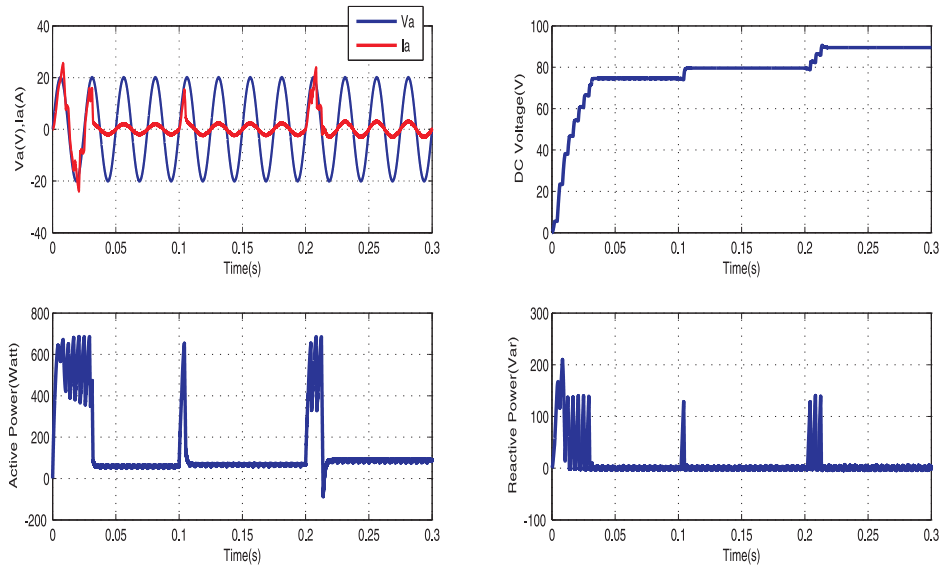 Va
Ia
Va(V),Ia(A)
40
20
0
-20
-40
0 0.05 0.1 0.15 0.2 0.25 0.3
Time(s)
DC Voltage(V)
100
80
60
40
20
0
0 0.05 0.1 0.15 0.2 0.25 0.3
Time(s)
Active Power(Watt)
800
600
400
200
0
-200
0 0.05 0.1 0.15 0.2 0.25 0.3
Time(s)
Reactive Power(Var)
300
200
100
0
-100
0 0.05 0.1 0.15 0.2 0.25 0.3
Time(s)